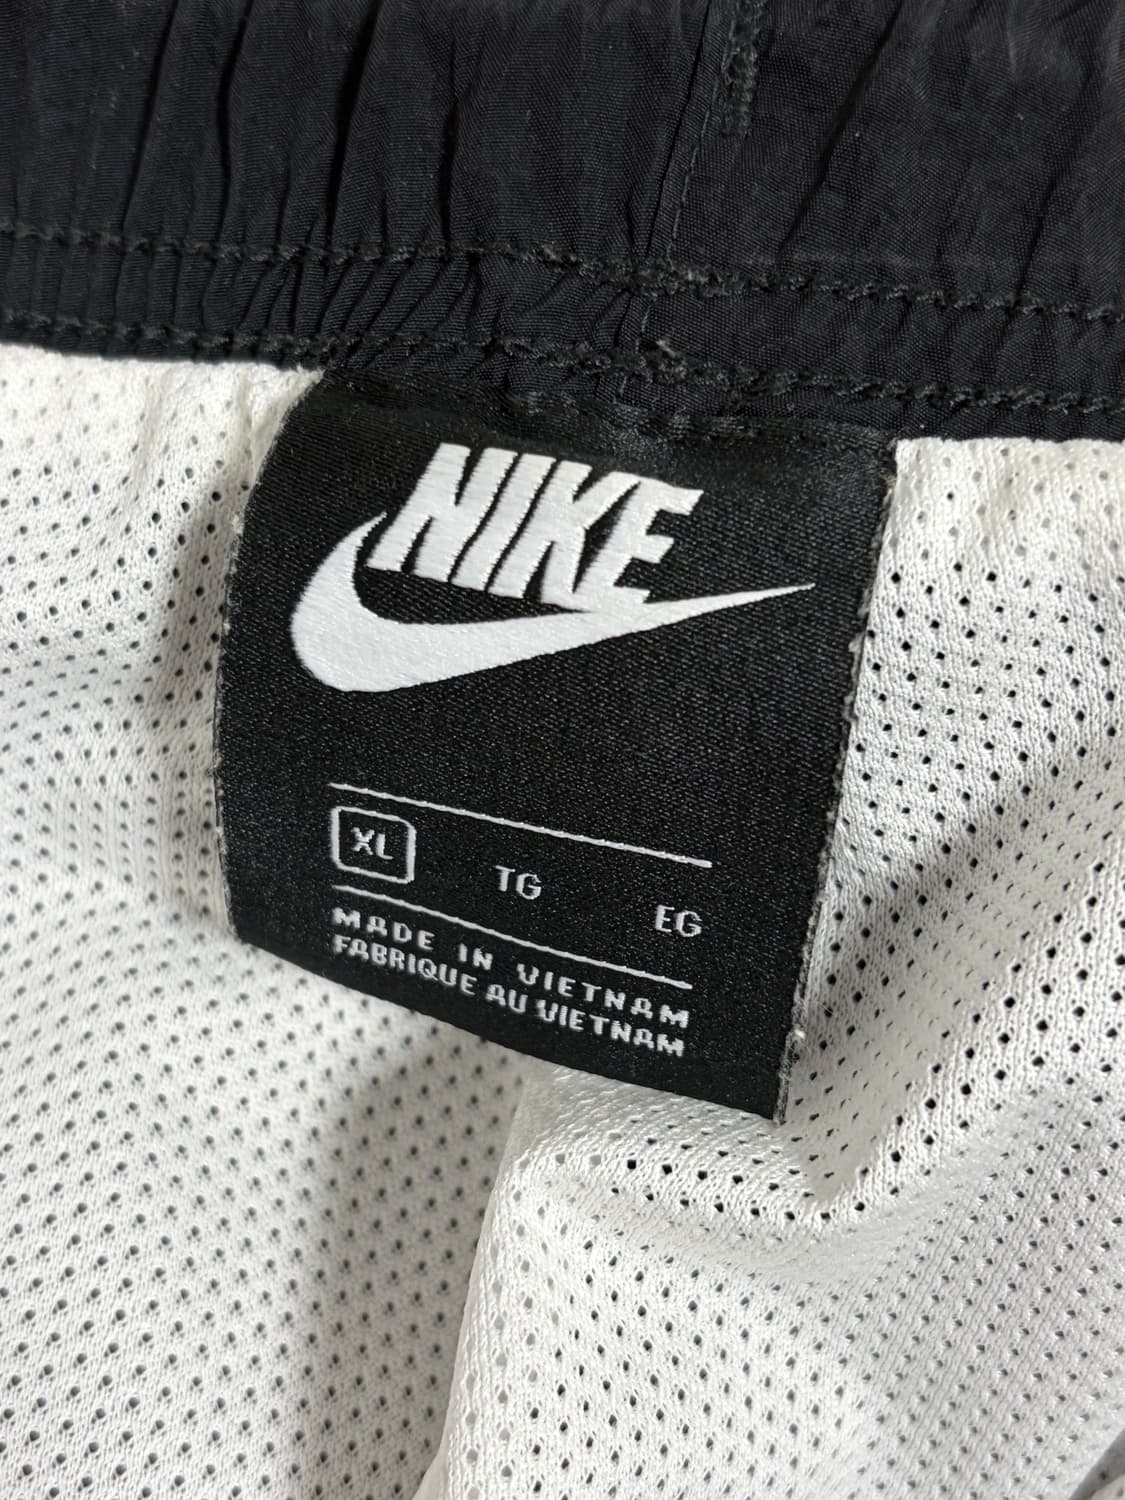 NIKE
XL TG EG
MADE IN VIETNAM
FABRIQUE AU VIETNAM